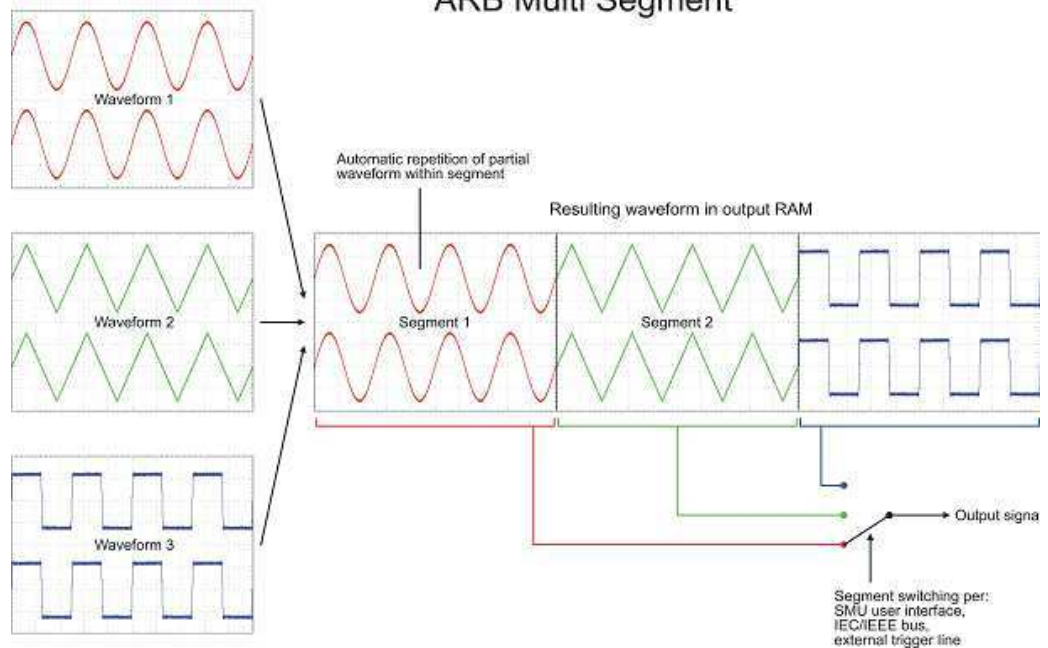 ARB Multi Segment
Waveform 1
Automatic repetition of partial
waveform within segment
Resulting waveform in output RAM
Waveform 2
Segment 1
Segment 2
Waveform 3
Output signa
Segment switching per:
SMU user interface,
IEC/IEEE bus,
external trigger line